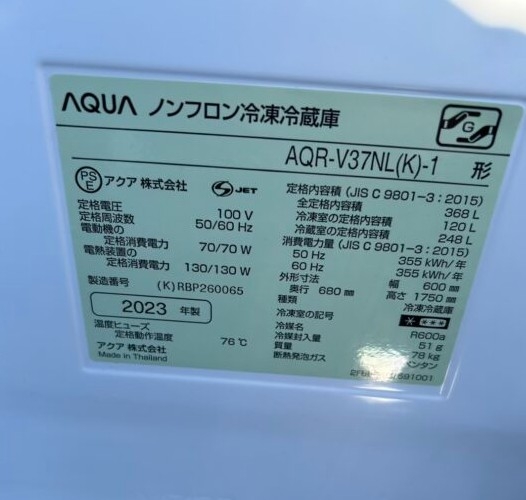 AQUA ノンフロン冷凍冷蔵庫
G
AQR-V37NL(K)-1 形
PS E アクア 株式会社 JET
定格電圧 100 V
定格周波数 50/60 Hz
電動機の
定格消費電力 70/70 W
電熱装置の
定格消費電力 130/130 W
製造番号 (K)RBP260065
2023 年製
温度ヒューズ
定格動作温度 76℃
アクア 株式会社
Made in Thailand
定格内容積 (JIS C 9801-3:2015)
全定格内容積 368 L
冷凍室の定格内容積 120 L
冷蔵室の定格内容積 248 L
消費電力量 (JIS C 9801-3:2015)
50 Hz 355 kWh/年
60 Hz 355 kWh/年
外形寸法 幅 600 mm
奥行 680 mm 高さ 1750 mm
種類 冷凍冷蔵庫
冷凍室の記号
冷媒名 R600a
冷媒封入量 51 g
質量 78 kg
断熱発泡ガス
591001